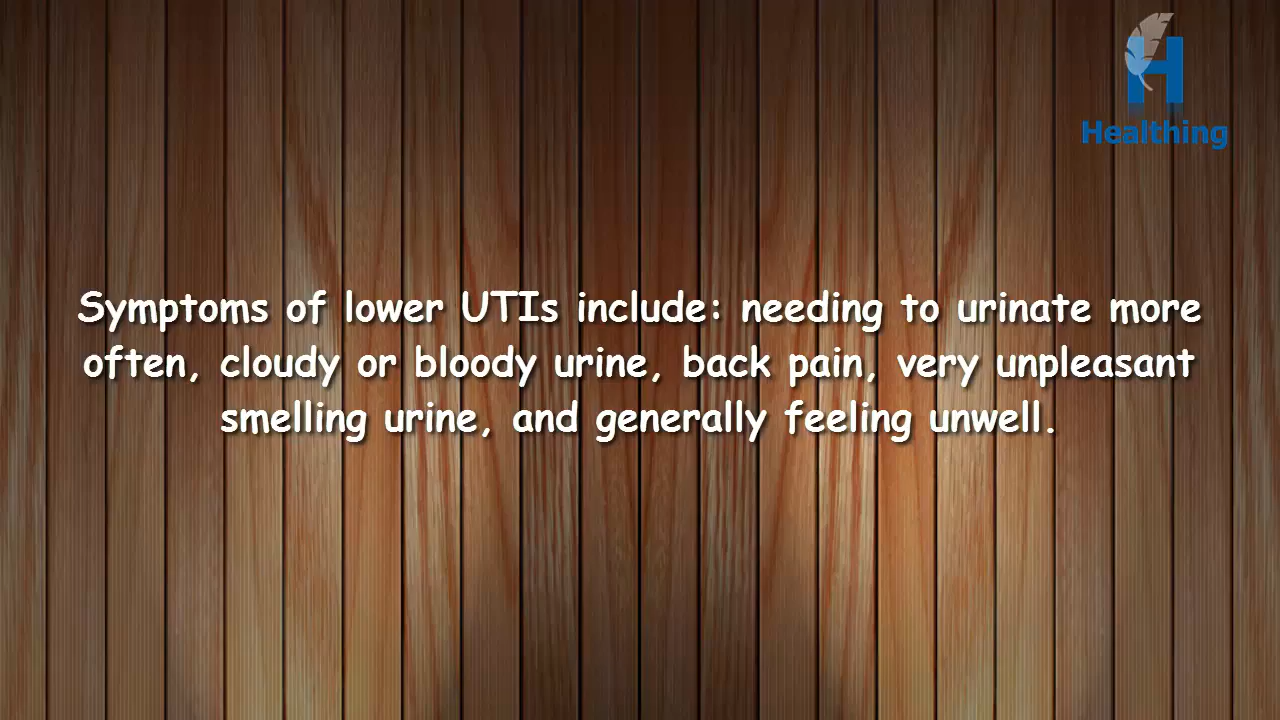 H
Healthing
Symptoms of lower UTIs include: needing to urinate more
often, cloudy or bloody urine, back pain, very unpleasant
smelling urine, and generally feeling unwell.